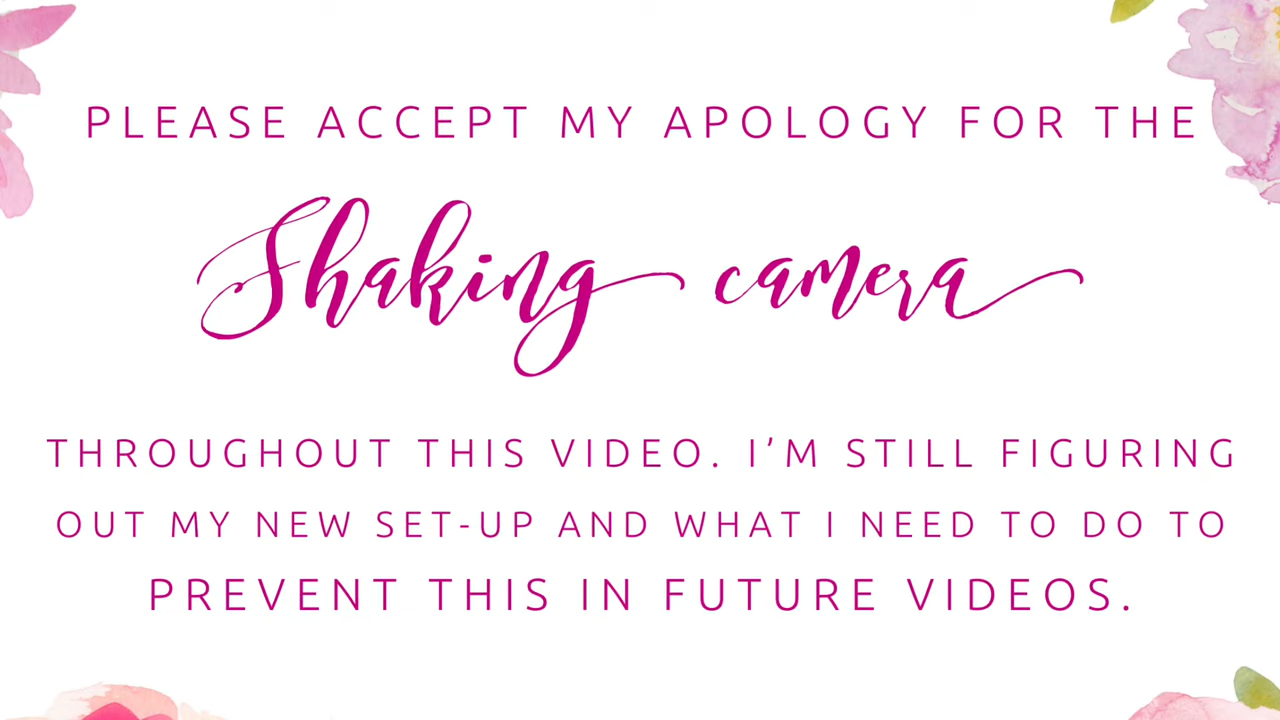 PLEASE ACCEPT MY APOLOGY FOR THE
Shaking camera
THROUGHOUT THIS VIDEO. I’M STILL FIGURING
OUT MY NEW SET-UP AND WHAT I NEED TO DO TO
PREVENT THIS IN FUTURE VIDEOS.